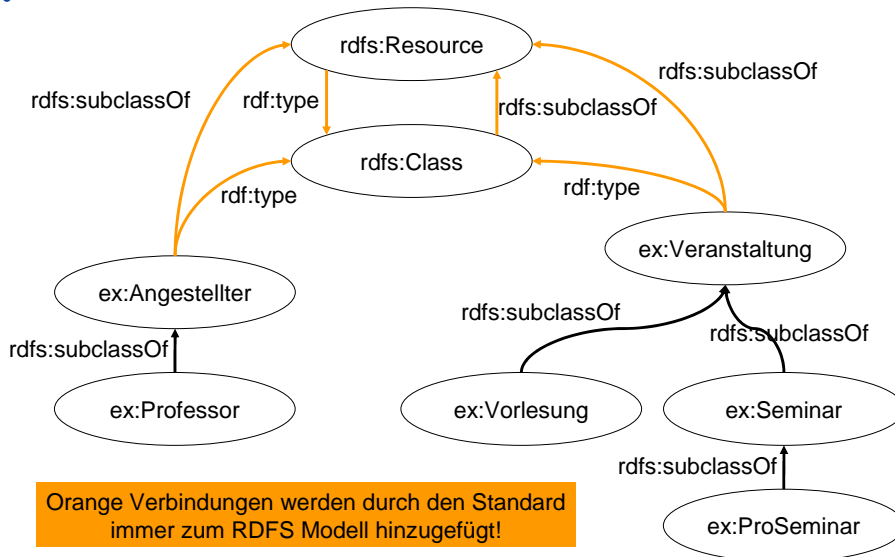 rdfs:Resource
rdfs:subclassOf
rdfs:subclassOf
rdf:type
rdfs:subclassOf
rdfs:Class
rdf:type
rdf:type
ex:Veranstaltung
ex:Angestellter
rdfs:subclassOf
rdfs:subclassOf
rdfs:subclassOf
ex:Professor
ex:Vorlesung
ex:Seminar
rdfs:subclassOf
Orange Verbindungen werden durch den Standard
immer zum RDFS Modell hinzugefügt!
ex:ProSeminar